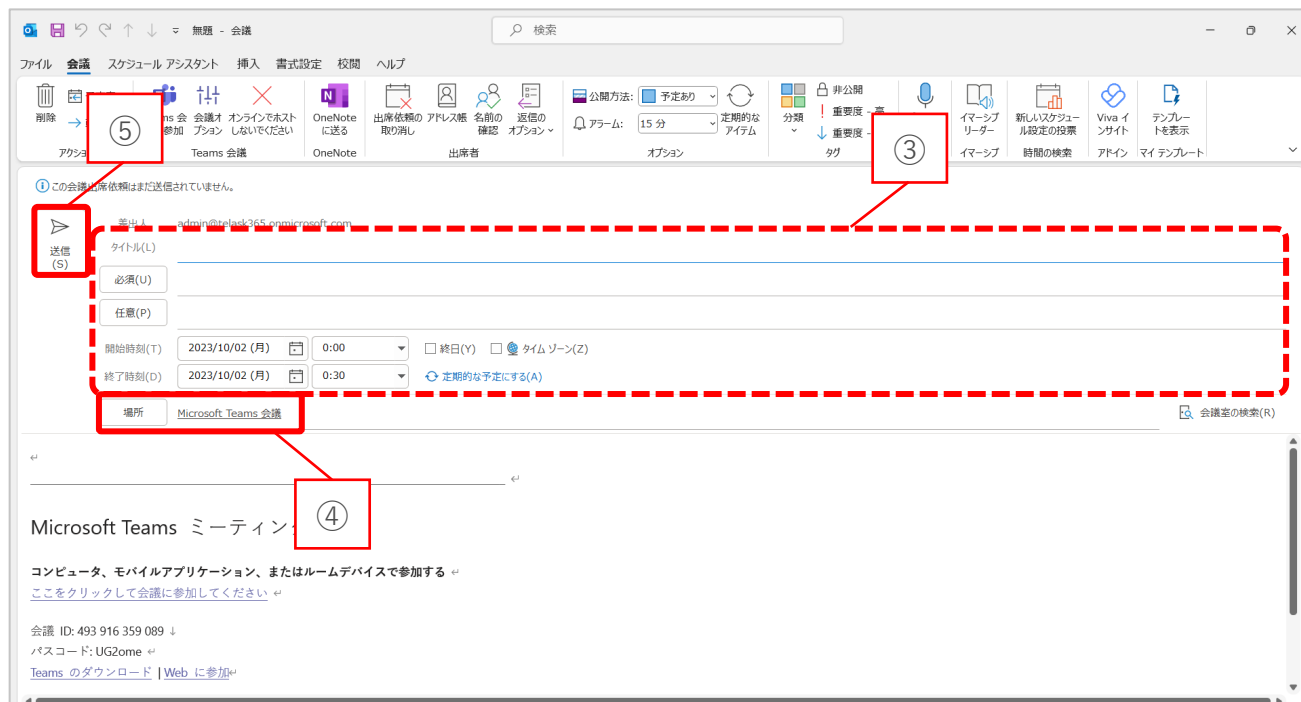 無題 - 会議
検索
ファイル 会議 スケジュール アシスタント 挿入 書式設定 校閲 ヘルプ
削除
会議オプション
オンラインでホストしないでください
OneNote に送る
出席依頼の取り消し
アドレス帳
名前の確認
返信のオプション
公開方法: 予定あり
アラーム: 15 分
定期的なアイテム
分類
非公開
重要度 - 高
重要度 -
イマーシブ リーダー
新しいスケジュール設定の投票
Viva インサイト
テンプレートを表示
Teams 会議
OneNote
出席者
オプション
タグ
イマーシブ
時間の検索
アドイン
マイ テンプレート
⑤
③
この会議出席依頼はまだ送信されていません。
送信(S)
差出人 admin@telask365.onmicrosoft.com
タイトル(L)
必須(U)
任意(P)
開始時刻(T) 2023/10/02 (月) 0:00 終日(Y) タイム ゾーン(Z)
終了時刻(D) 2023/10/02 (月) 0:30 定期的な予定にする(A)
場所 Microsoft Teams 会議 会議室の検索(R)
④
Microsoft Teams ミーティン
コンピュータ、モバイルアプリケーション、またはルームデバイスで参加する
ここをクリックして会議に参加してください
会議 ID: 493 916 359 089
パスコード: UG2ome
Teams のダウンロード | Web に参加